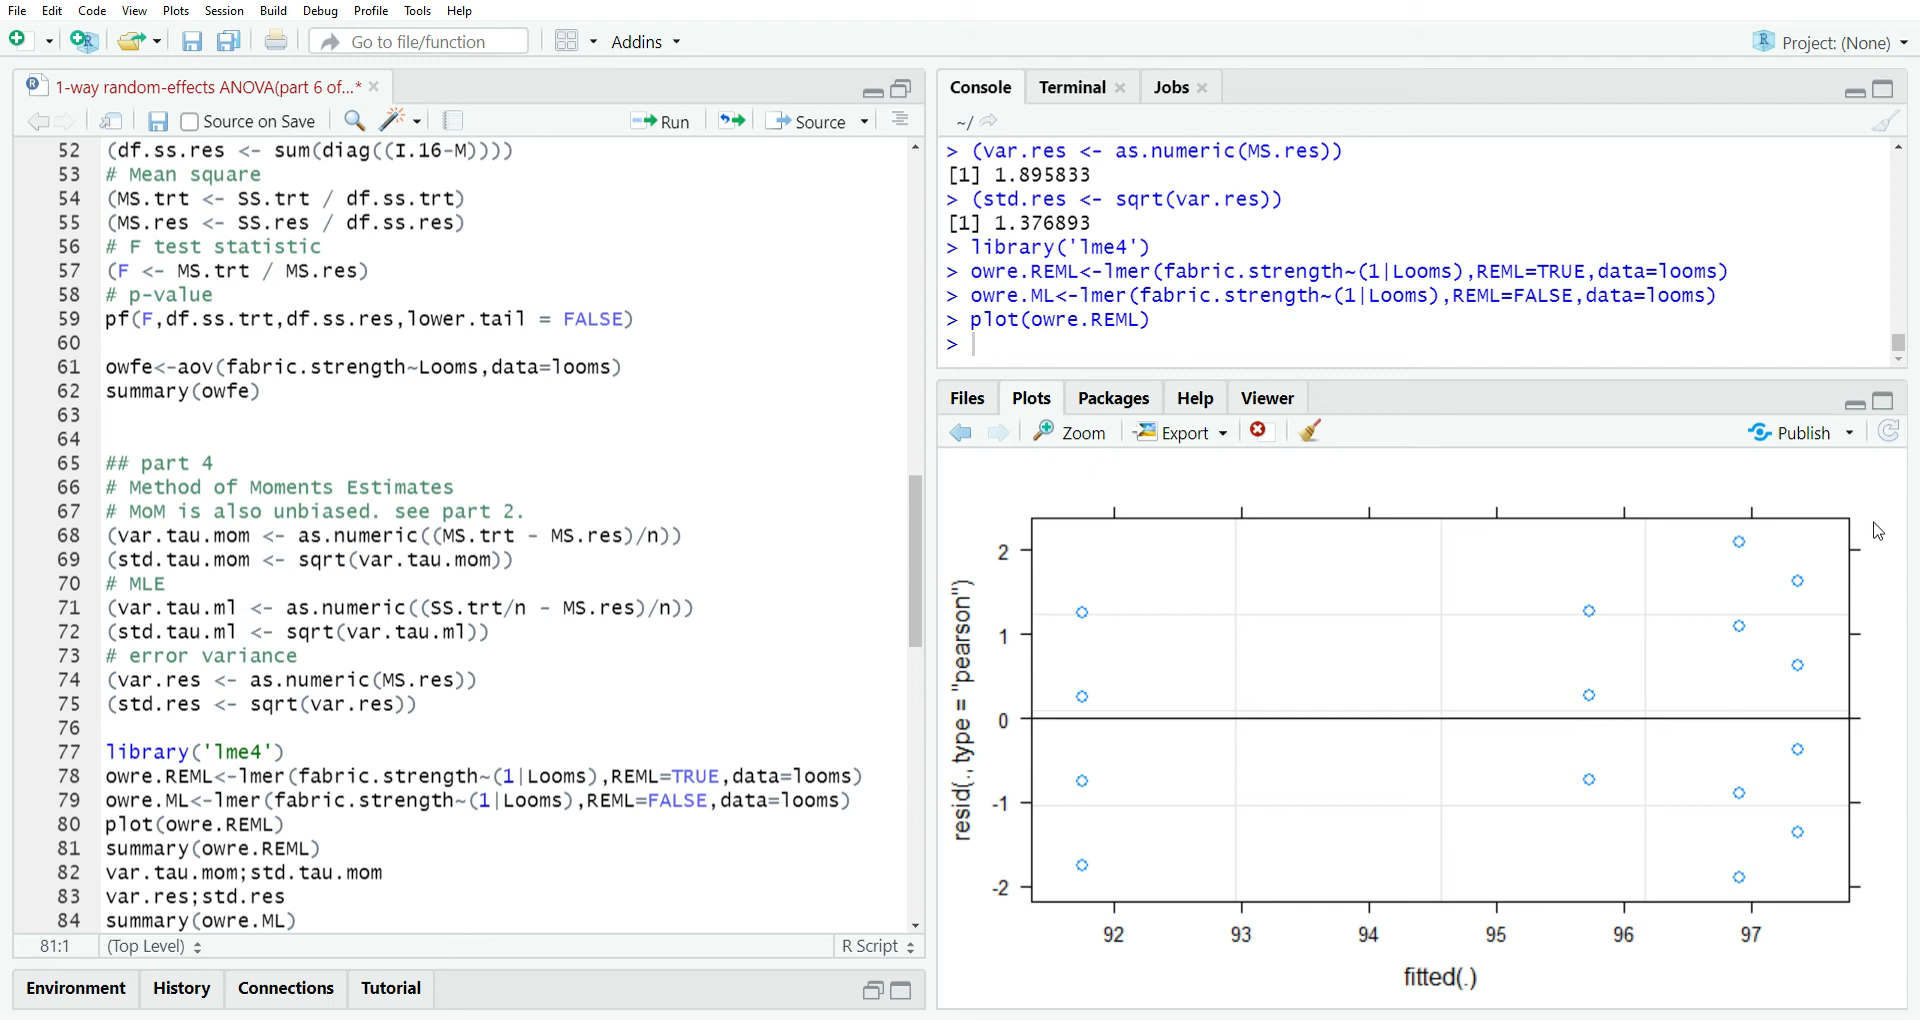 File Edit Code View Plots Session Build Debug Profile Tools Help
Go to file/function Addins Project: (None)
1-way random-effects ANOVA(part 6 of...*
Source on Save Run Source
52 (df.ss.res <- sum(diag((I.16-M))))
53 # Mean square
54 (MS.trt <- SS.trt / df.ss.trt)
55 (MS.res <- SS.res / df.ss.res)
56 # F test statistic
57 (F <- MS.trt / MS.res)
58 # p-value
59 pf(F,df.ss.trt,df.ss.res,lower.tail = FALSE)
60
61 owfe<-aov(fabric.strength~Looms,data=looms)
62 summary(owfe)
63
64
65 ## part 4
66 # Method of Moments Estimates
67 # MoM is also unbiased. see part 2.
68 (var.tau.mom <- as.numeric((MS.trt - MS.res)/n))
69 (std.tau.mom <- sqrt(var.tau.mom))
70 # MLE
71 (var.tau.ml <- as.numeric((SS.trt/n - MS.res)/n))
72 (std.tau.ml <- sqrt(var.tau.ml))
73 # error variance
74 (var.res <- as.numeric(MS.res))
75 (std.res <- sqrt(var.res))
76
77 library('lme4')
78 owre.REML<-lmer(fabric.strength~(1|Looms),REML=TRUE,data=looms)
79 owre.ML<-lmer(fabric.strength~(1|Looms),REML=FALSE,data=looms)
80 plot(owre.REML)
81 summary(owre.REML)
82 var.tau.mom;std.tau.mom
83 var.res;std.res
84 summary(owre.ML)
81:1 (Top Level) R Script
Environment History Connections Tutorial
Console Terminal Jobs
~/
> (var.res <- as.numeric(MS.res))
[1] 1.895833
> (std.res <- sqrt(var.res))
[1] 1.376893
> library('lme4')
> owre.REML<-lmer(fabric.strength~(1|Looms),REML=TRUE,data=looms)
> owre.ML<-lmer(fabric.strength~(1|Looms),REML=FALSE,data=looms)
> plot(owre.REML)
>
Files Plots Packages Help Viewer
Zoom Export Publish
resid(., type = "pearson")
2
1
0
-1
-2
92 93 94 95 96 97
fitted(.)